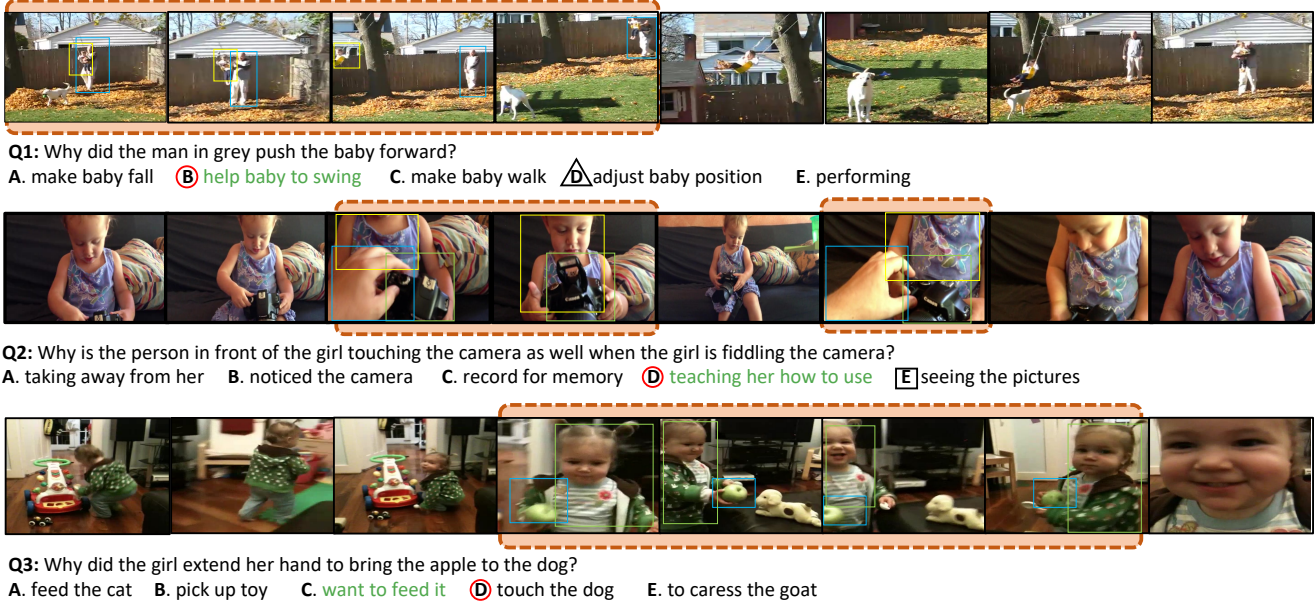 Q1: Why did the man in grey push the baby forward?
A. make baby fall B help baby to swing C. make baby walk D adjust baby position E. performing
Canon
Q2: Why is the person in front of the girl touching the camera as well when the girl is fiddling the camera?
A. taking away from her B. noticed the camera C. record for memory D teaching her how to use E seeing the pictures
Q3: Why did the girl extend her hand to bring the apple to the dog?
A. feed the cat B. pick up toy C. want to feed it D touch the dog E. to caress the goat